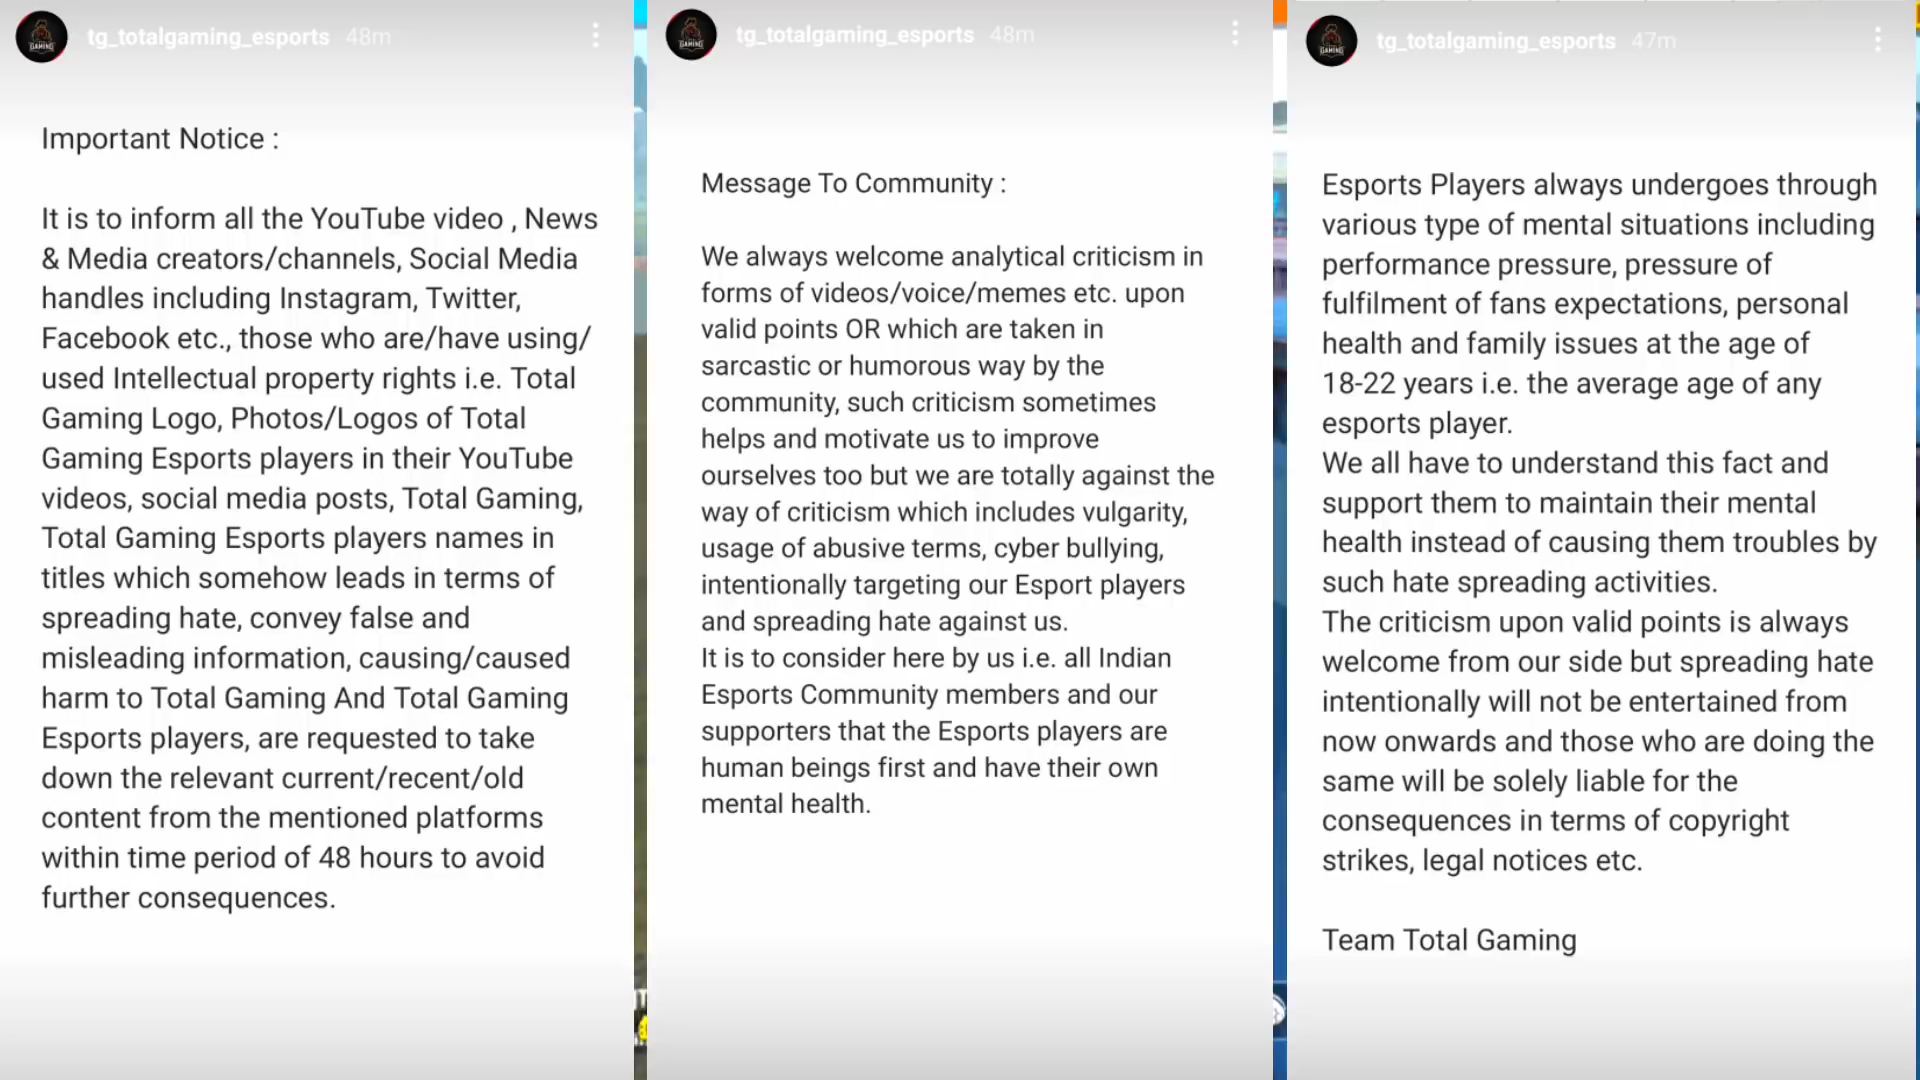 tg_totalgaming_esports 48m
Important Notice :
It is to inform all the YouTube video , News
& Media creators/channels, Social Media
handles including Instagram, Twitter,
Facebook etc., those who are/have using/
used Intellectual property rights i.e. Total
Gaming Logo, Photos/Logos of Total
Gaming Esports players in their YouTube
videos, social media posts, Total Gaming,
Total Gaming Esports players names in
titles which somehow leads in terms of
spreading hate, convey false and
misleading information, causing/caused
harm to Total Gaming And Total Gaming
Esports players, are requested to take
down the relevant current/recent/old
content from the mentioned platforms
within time period of 48 hours to avoid
further consequences.
tg_totalgaming_esports 48m
Message To Community :
We always welcome analytical criticism in
forms of videos/voice/memes etc. upon
valid points OR which are taken in
sarcastic or humorous way by the
community, such criticism sometimes
helps and motivate us to improve
ourselves too but we are totally against the
way of criticism which includes vulgarity,
usage of abusive terms, cyber bullying,
intentionally targeting our Esport players
and spreading hate against us.
It is to consider here by us i.e. all Indian
Esports Community members and our
supporters that the Esports players are
human beings first and have their own
mental health.
tg_totalgaming_esports 47m
Esports Players always undergoes through
various type of mental situations including
performance pressure, pressure of
fulfilment of fans expectations, personal
health and family issues at the age of
18-22 years i.e. the average age of any
esports player.
We all have to understand this fact and
support them to maintain their mental
health instead of causing them troubles by
such hate spreading activities.
The criticism upon valid points is always
welcome from our side but spreading hate
intentionally will not be entertained from
now onwards and those who are doing the
same will be solely liable for the
consequences in terms of copyright
strikes, legal notices etc.
Team Total Gaming